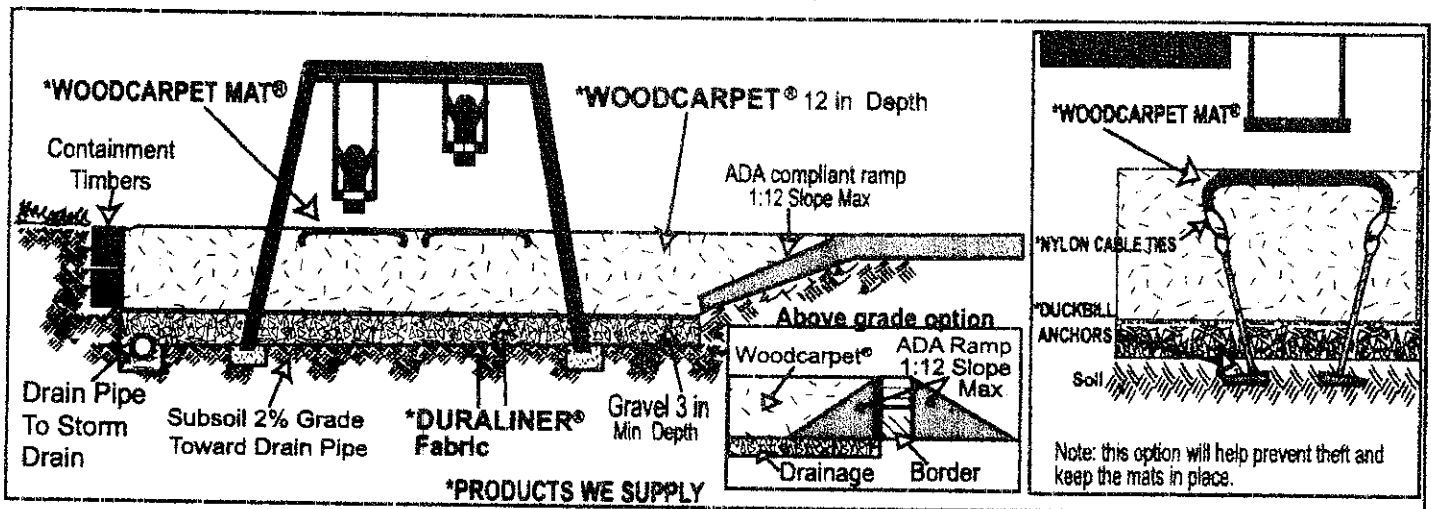 *WOODCARPET MAT®
*WOODCARPET® 12 in Depth
Containment
Timbers
ADA compliant ramp
1:12 Slope Max
Drain Pipe
To Storm
Drain
Subsoil 2% Grade
Toward Drain Pipe
*DURALINER®
Fabric
Gravel 3 in
Min Depth
Above grade option
Woodcarpet®
ADA Ramp
1:12 Slope
Max
Drainage
Border
*PRODUCTS WE SUPPLY
*WOODCARPET MAT®
*NYLON CABLE TIES
*DUCKBILL
ANCHORS
Soil
Note: this option will help prevent theft and
keep the mats in place.